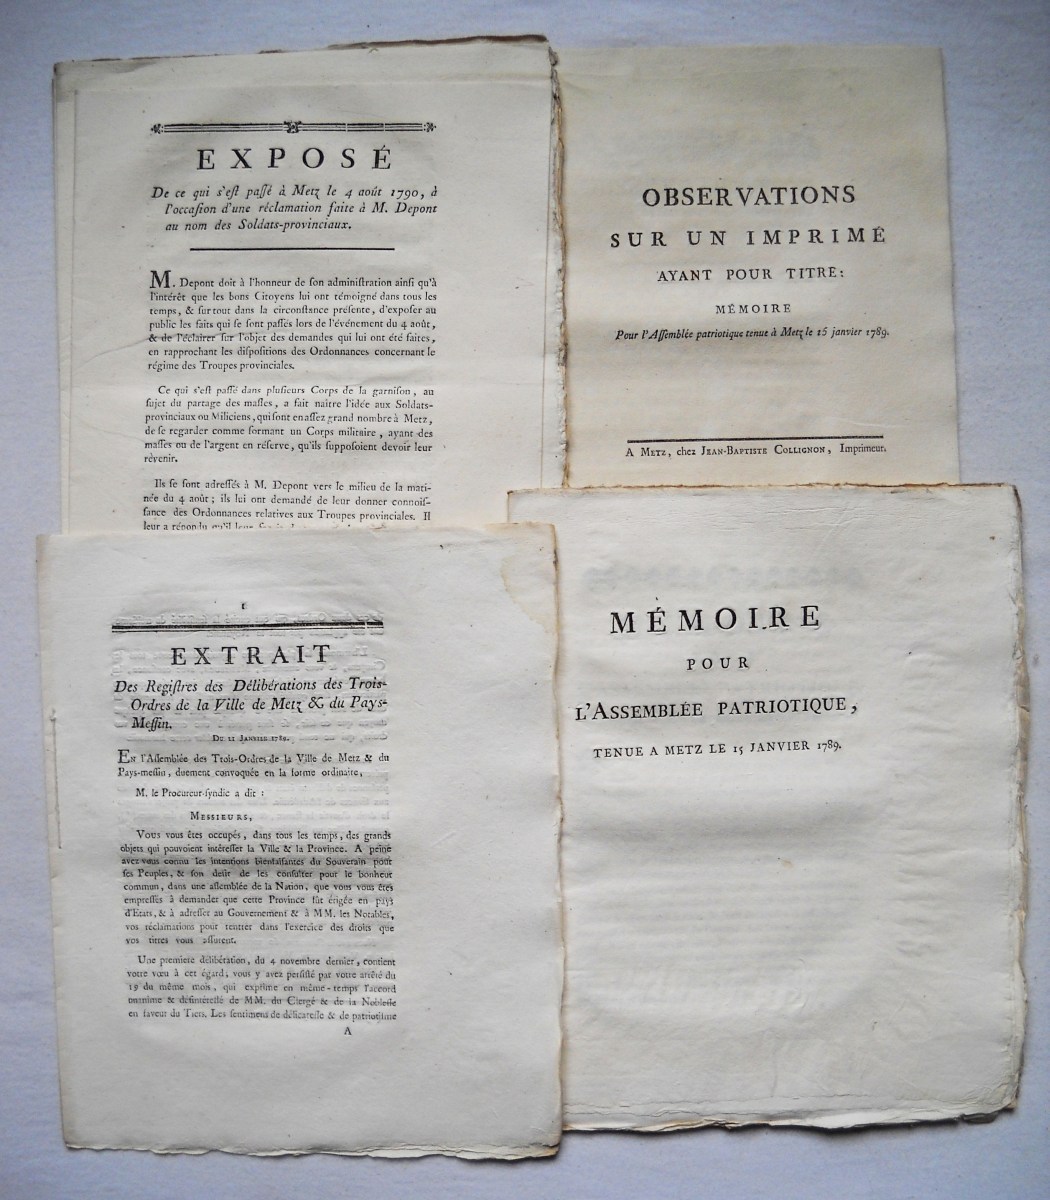 EXPOSÉ
De ce qui s'eſt paſſé à Metz le 4 août 1790, à
l'occaſion d'une réclamation faite à M. Depont
au nom des Soldats-provinciaux.
M. Depont doit à l'honneur de ſon adminiſtration ainſi qu'à
l'intérêt que les bons Citoyens lui ont témoigné dans tous les
temps, & ſur tout dans la circonſtance préſente, d'expoſer au
public les faits qui ſe ſont paſſés lors de l'événement du 4 août,
& de l'éclairer ſur l'objet des demandes qui lui ont été faites,
en rapprochant les diſpoſitions des Ordonnances concernant le
régime des Troupes provinciales.
Ce qui s'eſt paſſé dans pluſieurs Corps de la garniſon, au
ſujet du partage des maſſes, a fait naître l'idée aux Soldats-
provinciaux ou Miliciens, qui ſont en aſſez grand nombre à Metz,
de ſe regarder comme formant un Corps militaire, ayant des
maſſes ou de l'argent en réſerve, qu'ils ſuppoſoient devoir leur
revenir.
Ils ſe ſont adreſſés à M. Depont vers le milieu de la mati-
née du 4 août; ils lui ont demandé de leur donner connoiſ-
ſance des Ordonnances relatives aux Troupes provinciales. Il
leur a répondu qu'il leur
OBSERVATIONS
SUR UN IMPRIMÉ
AYANT POUR TITRE:
MÉMOIRE
Pour l'Aſſemblée patriotique tenue à Metz le 15 janvier 1789.
A METZ, chez JEAN-BAPTISTE COLLIGNON, Imprimeur.
1
EXTRAIT
Des Regiſtres des Délibérations des Trois-
Ordres de la Ville de Metz & du Pays-
Meſſin.
DU 21 JANVIER 1789.
EN l'Aſſemblée des Trois-Ordres de la Ville de Metz & du
Pays-meſſin, duement convoquée en la forme ordinaire,
M. le Procureur-ſyndic a dit :
MESSIEURS,
Vous vous êtes occupés, dans tous les temps, des grands
objets qui pouvoient intéreſſer la Ville & la Province. A peine
avez-vous connu les intentions bienfaiſantes du Souverain pour
ſes Peuples, & ſon deſir de les conſulter pour le bonheur
commun, dans une aſſemblée de la Nation, que vous vous êtes
empreſſés à demander que cette Province fût érigée en pays
d'Etats, & à adreſſer au Gouvernement & à MM. les Notables,
vos réclamations pour rentrer dans l'exercice des droits que
vos titres vous aſſurent.
Une premiere délibération, du 4 novembre dernier, contient
votre vœu à cet égard; vous y avez perſiſté par votre arrêté du
19 du même mois, qui exprime en même-temps l'accord
unanime & déſintéreſſé de MM. du Clergé & de la Nobleſſe
en faveur du Tiers. Les ſentimens de délicateſſe & de patriotiſme
A
MÉMOIRE
POUR
L'ASSEMBLÉE PATRIOTIQUE,
TENUE A METZ LE 15 JANVIER 1789.